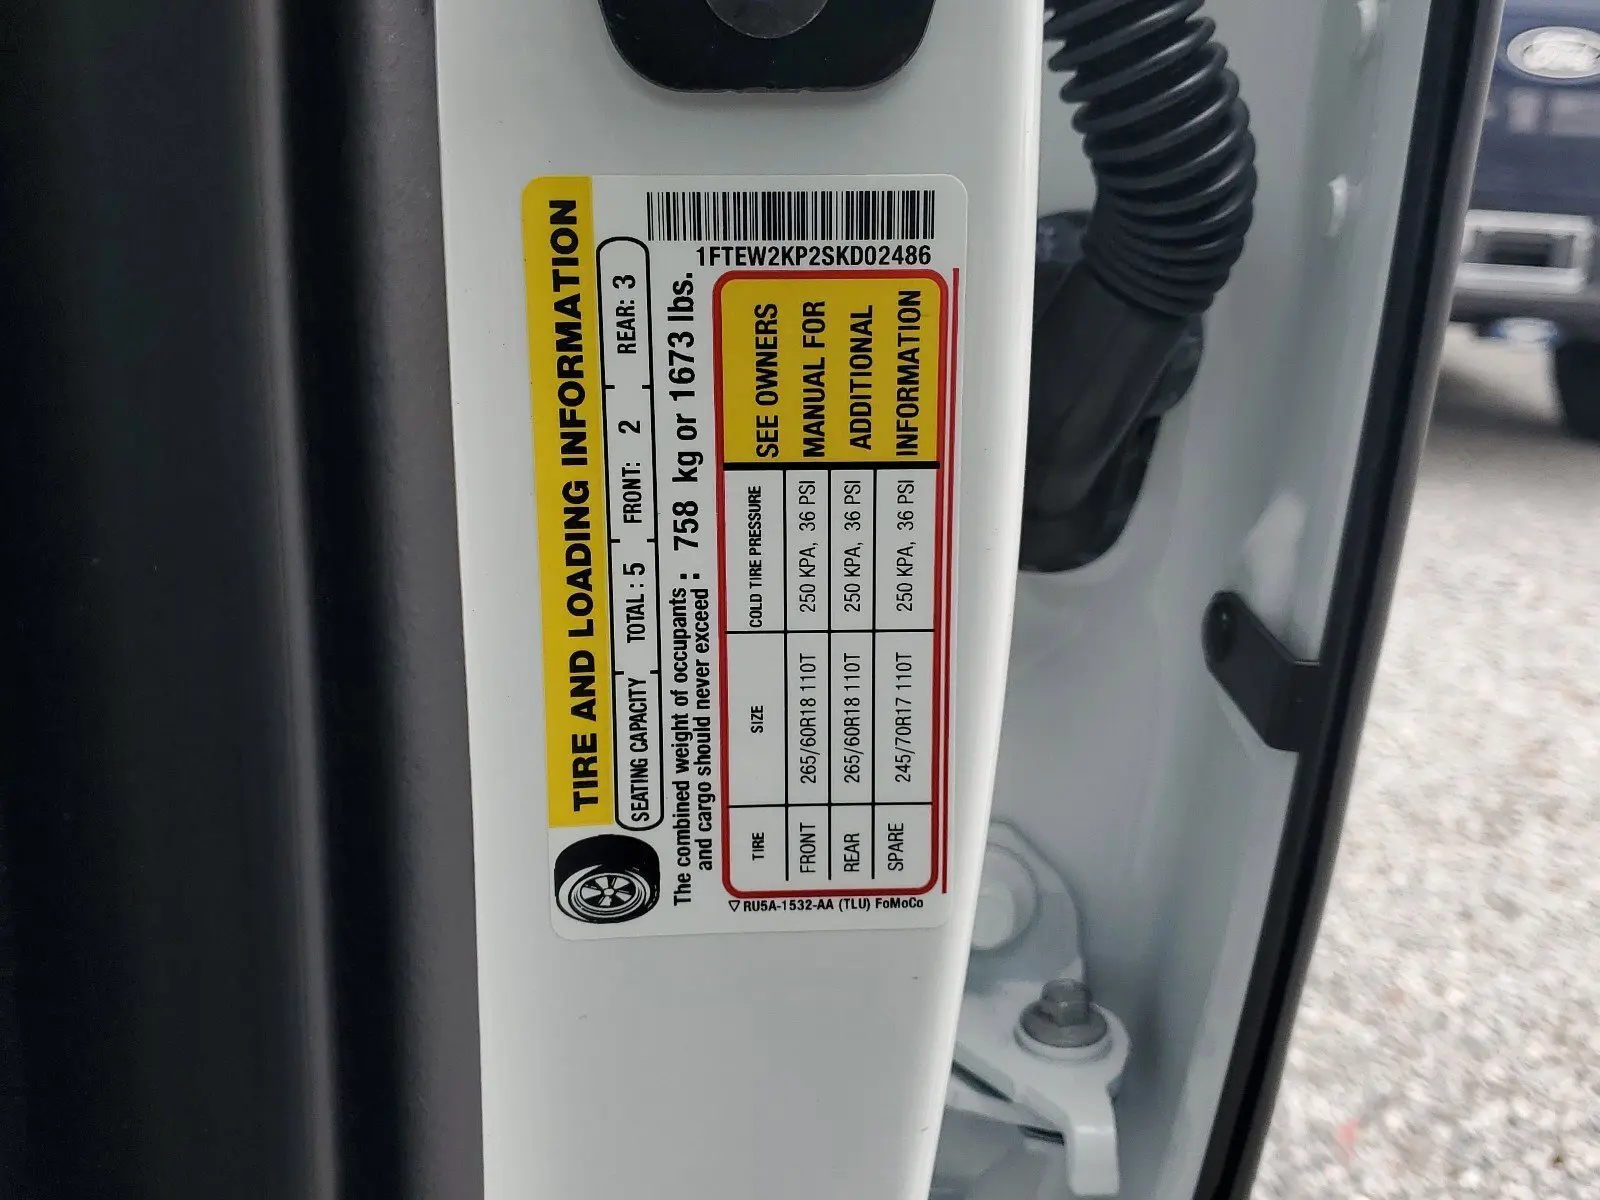 TIRE AND LOADING INFORMATION
SEATING CAPACITY TOTAL : 5 FRONT: 2 REAR: 3
The combined weight of occupants
and cargo should never exceed : 758 kg or 1673 lbs.
1FTEW2KP2SKD02486
TIRE SIZE COLD TIRE PRESSURE
FRONT 265/60R18 110T 250 KPA, 36 PSI
REAR 265/60R18 110T 250 KPA, 36 PSI
SPARE 245/70R17 110T 250 KPA, 36 PSI
SEE OWNERS
MANUAL FOR
ADDITIONAL
INFORMATION
RU5A-1532-AA (TLU) FoMoCo